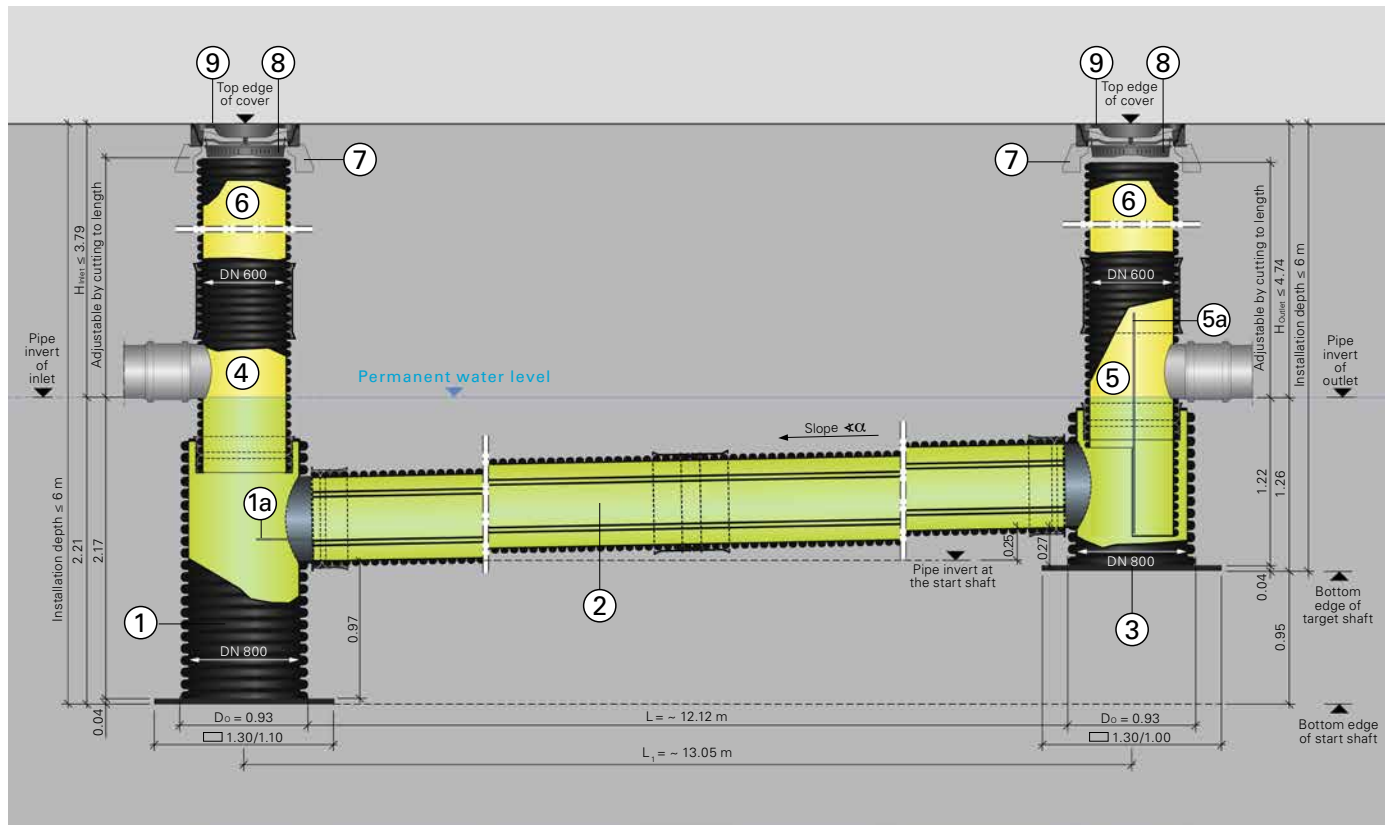 9
8
Top edge
of cover
7
6
DN 600
4
Pipe
invert
of
inlet
Permanent water level
Installation depth ≤ 6 m
H Inlet ≤ 3.79
Adjustable by cutting to length
2.21
2.17
0.04
1a
1
DN 800
0.97
D₀ = 0.93
1.30/1.10
Slope ∢α
2
L = ~ 12.12 m
L₁ = ~ 13.05 m
Pipe invert at
the start shaft
0.25
0.27
9
8
Top edge
of cover
7
6
DN 600
5a
5
DN 800
3
D₀ = 0.93
1.30/1.00
Adjustable by cutting to length
H Outlet ≤ 4.74
Installation depth ≤ 6 m
Pipe
invert
of
outlet
1.22
1.26
0.04
0.95
Bottom
edge of
target shaft
Bottom edge
of start shaft